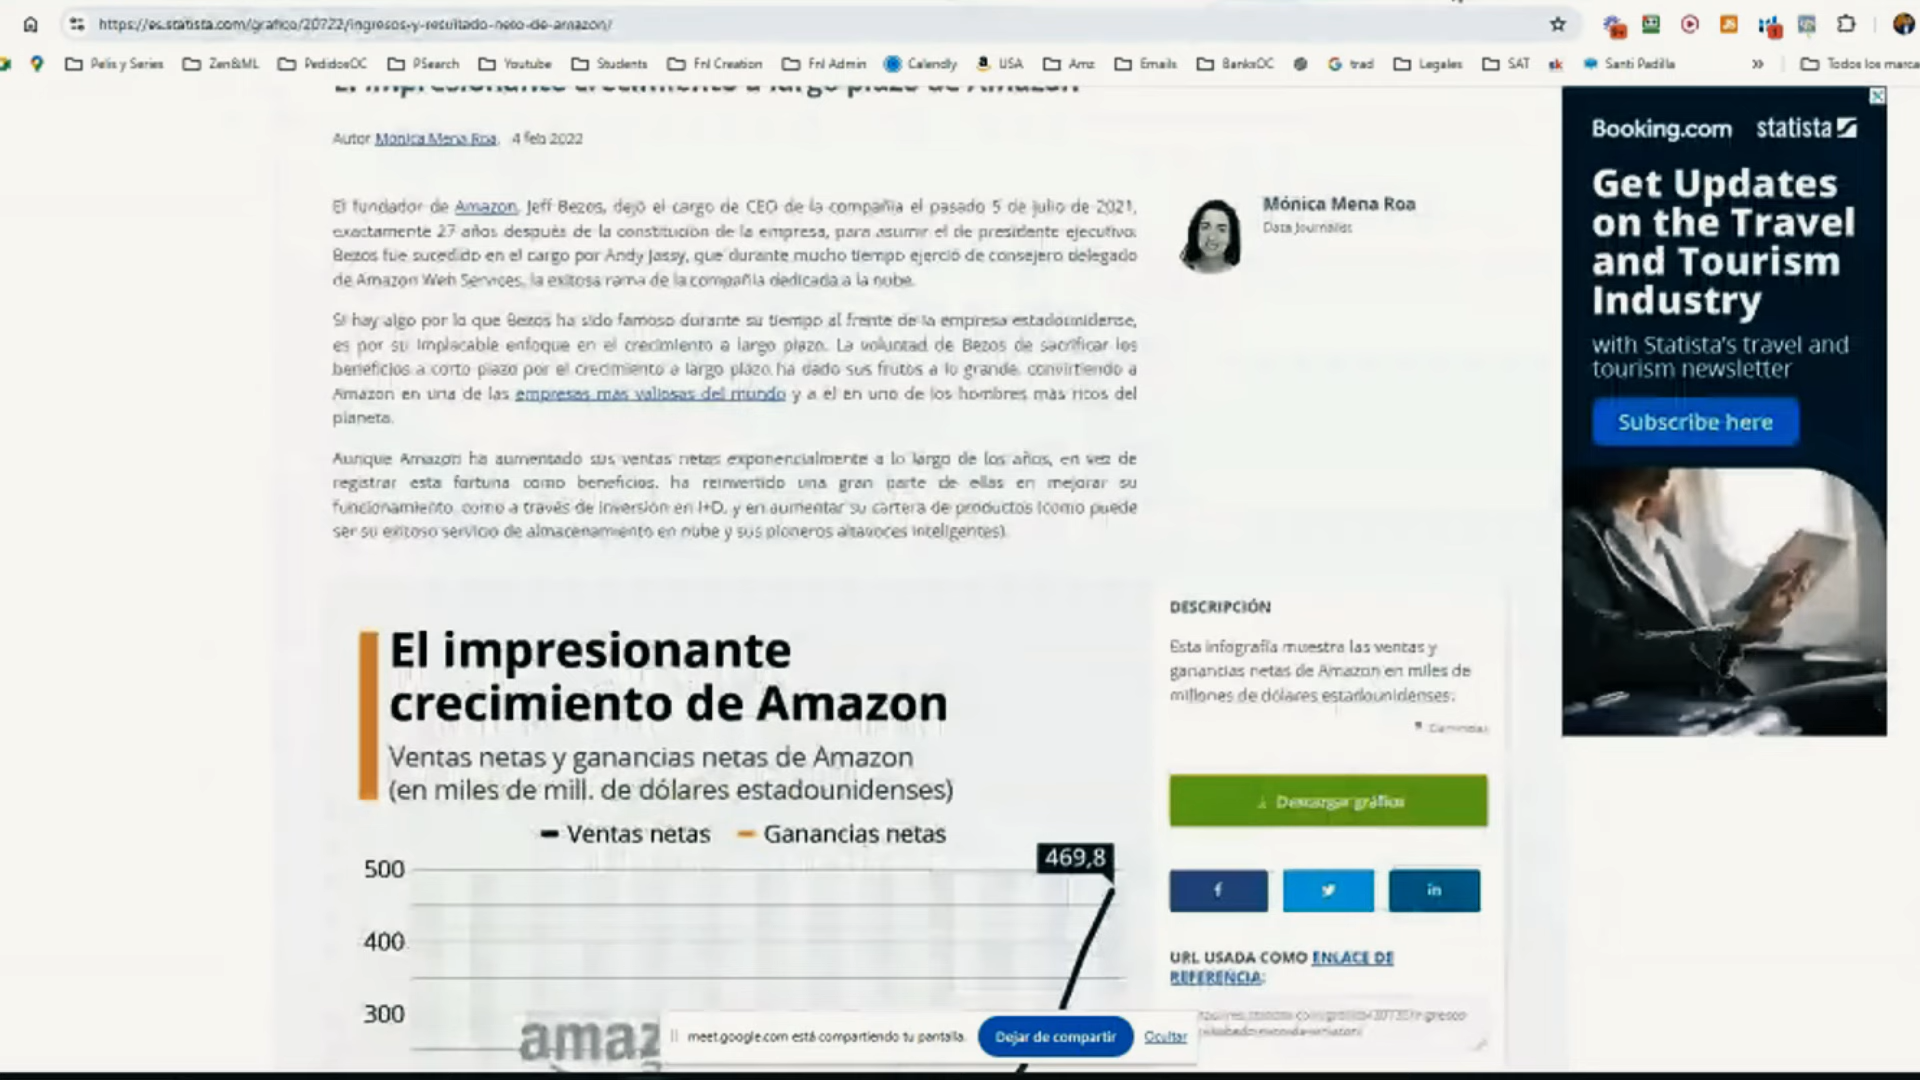 https://es.statista.com/grafico/20722/ingresos-y-resultado-neto-de-amazon/
Pelis y Series Zen&ML PedidosOC PSearch Youtube Students Fnl Creation Fnl Admin Calendly USA Amz Emails BanksOC trad Legales SAT sk Santi Padilla » Todos los marca
El impresionante crecimiento a largo plazo de Amazon
Autor Mónica Mena Roa, 4 feb 2022
El fundador de Amazon, Jeff Bezos, dejó el cargo de CEO de la compañía el pasado 5 de julio de 2021,
exactamente 27 años después de la constitución de la empresa, para asumir el de presidente ejecutivo.
Bezos fue sucedido en el cargo por Andy Jassy, que durante mucho tiempo ejerció de consejero delegado
de Amazon Web Services, la exitosa rama de la compañía dedicada a la nube.
Si hay algo por lo que Bezos ha sido famoso durante su tiempo al frente de la empresa estadounidense,
es por su implacable enfoque en el crecimiento a largo plazo. La voluntad de Bezos de sacrificar los
beneficios a corto plazo por el crecimiento a largo plazo ha dado sus frutos a lo grande, convirtiendo a
Amazon en una de las empresas más valiosas del mundo y a él en uno de los hombres más ricos del
planeta.
Aunque Amazon ha aumentado sus ventas netas exponencialmente a lo largo de los años, en vez de
registrar esta fortuna como beneficios, ha reinvertido una gran parte de ellas en mejorar su
funcionamiento, como a través de inversión en I+D, y en aumentar su cartera de productos (como puede
ser su exitoso servicio de almacenamiento en nube y sus pioneros altavoces inteligentes).
Mónica Mena Roa
Data Journalist
Booking.com statista
Get Updates
on the Travel
and Tourism
Industry
with Statista's travel and
tourism newsletter
Subscribe here
El impresionante
crecimiento de Amazon
Ventas netas y ganancias netas de Amazon
(en miles de mill. de dólares estadounidenses)
Ventas netas Ganancias netas
469,8
500
400
300
amaz
DESCRIPCIÓN
Esta infografía muestra las ventas y
ganancias netas de Amazon en miles de
millones de dólares estadounidenses.
Descargar gráfico
f
in
URL USADA COMO ENLACE DE
REFERENCIA:
meet.google.com está compartiendo tu pantalla.
Dejar de compartir
Ocultar